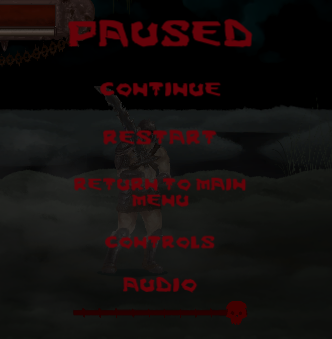 PAUSED
CONTINUE
RESTART
RETURN TO MAIN
MENU
CONTROLS
AUDIO